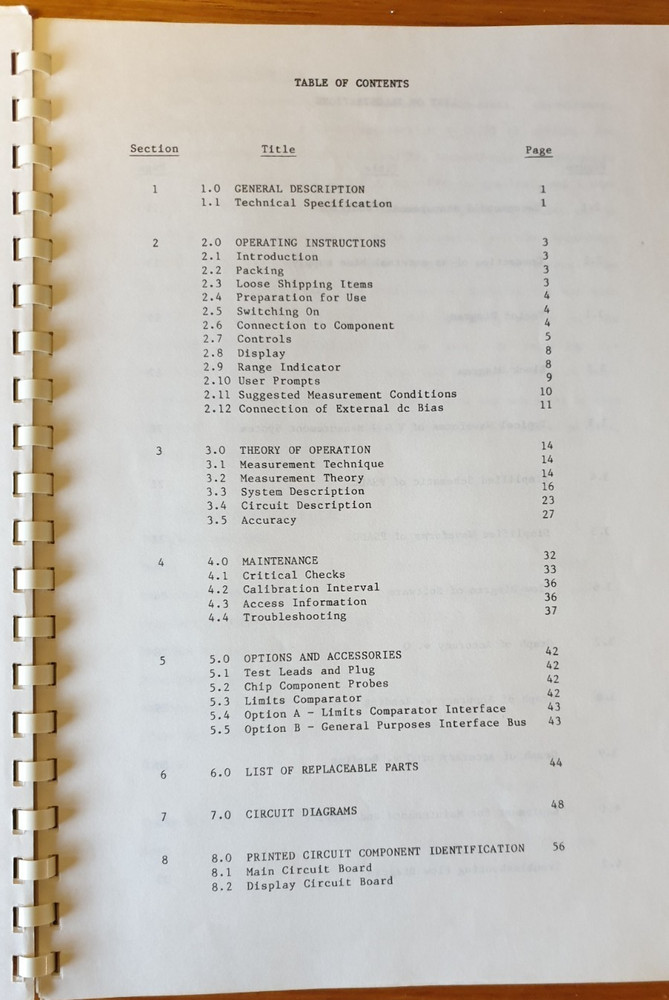 TABLE OF CONTENTS
Section Title Page
1 1.0 GENERAL DESCRIPTION 1
1.1 Technical Specification 1
2 2.0 OPERATING INSTRUCTIONS 3
2.1 Introduction 3
2.2 Packing 3
2.3 Loose Shipping Items 3
2.4 Preparation for Use 4
2.5 Switching On 4
2.6 Connection to Component 4
2.7 Controls 5
2.8 Display 8
2.9 Range Indicator 8
2.10 User Prompts 9
2.11 Suggested Measurement Conditions 10
2.12 Connection of External dc Bias 11
3 3.0 THEORY OF OPERATION 14
3.1 Measurement Technique 14
3.2 Measurement Theory 14
3.3 System Description 16
3.4 Circuit Description 23
3.5 Accuracy 27
4 4.0 MAINTENANCE 32
4.1 Critical Checks 33
4.2 Calibration Interval 36
4.3 Access Information 36
4.4 Troubleshooting 37
5 5.0 OPTIONS AND ACCESSORIES 42
5.1 Test Leads and Plug 42
5.2 Chip Component Probes 42
5.3 Limits Comparator 42
5.4 Option A - Limits Comparator Interface 43
5.5 Option B - General Purposes Interface Bus 43
6 6.0 LIST OF REPLACEABLE PARTS 44
7 7.0 CIRCUIT DIAGRAMS 48
8 8.0 PRINTED CIRCUIT COMPONENT IDENTIFICATION 56
8.1 Main Circuit Board
8.2 Display Circuit Board